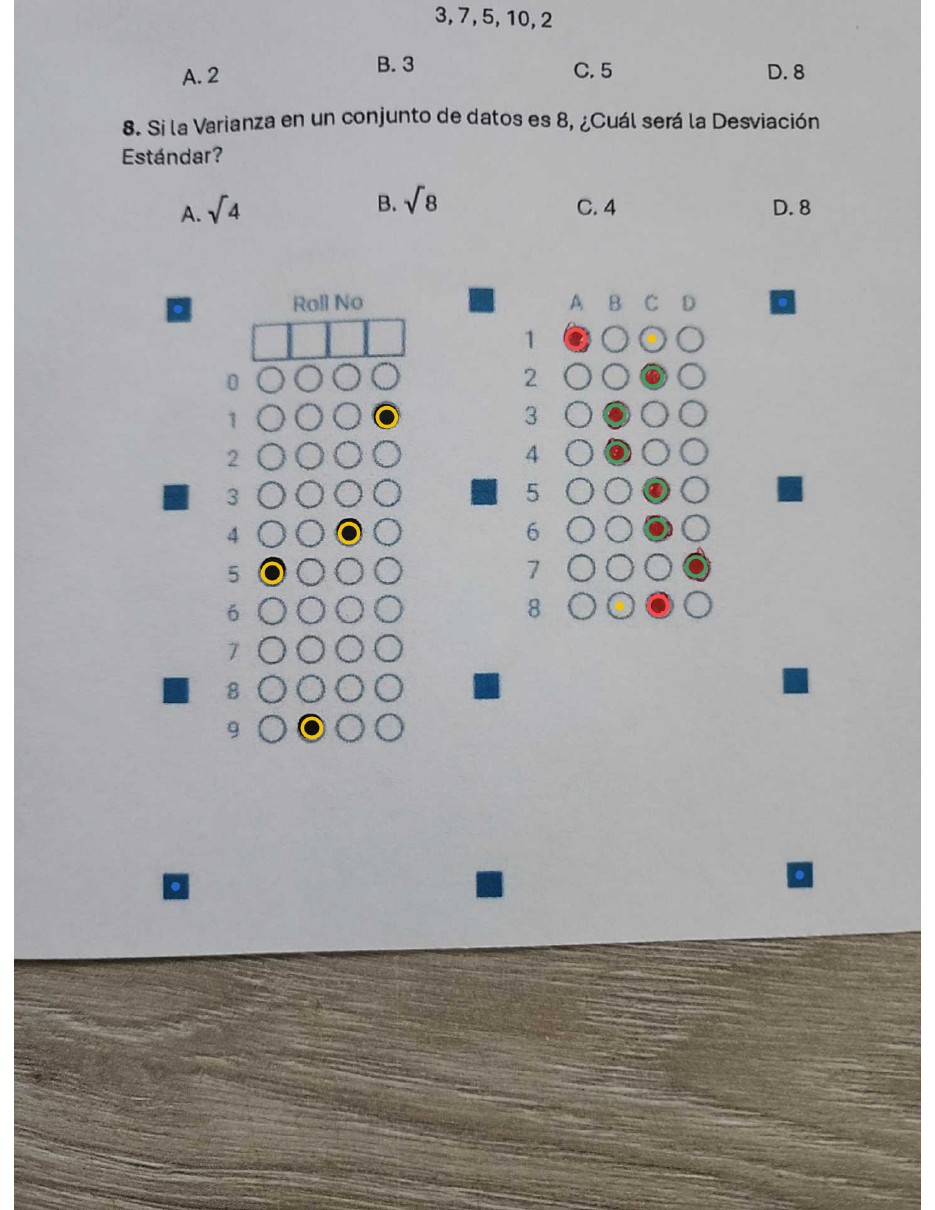 3, 7, 5, 10, 2
A. 2 B. 3 C. 5 D. 8
8. Si la Varianza en un conjunto de datos es 8, ¿Cuál será la Desviación
Estándar?
A. √4 B. √8 C. 4 D. 8
Roll No
0
1
2
3
4
5
6
7
8
9
A B C D
1
2
3
4
5
6
7
8